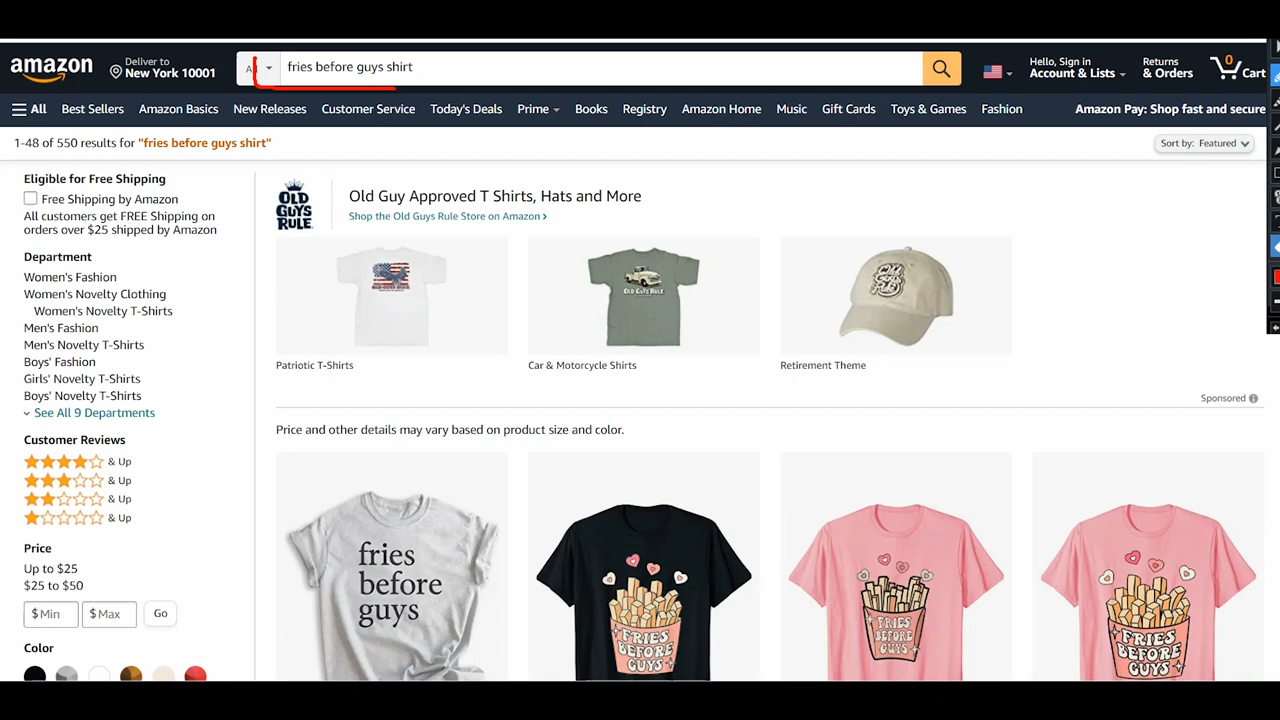 amazon
Deliver to
New York 10001
fries before guys shirt
Hello, Sign in
Account & Lists
Returns
& Orders
0
Cart
All
Best Sellers
Amazon Basics
New Releases
Customer Service
Today's Deals
Prime
Books
Registry
Amazon Home
Music
Gift Cards
Toys & Games
Fashion
Amazon Pay: Shop fast and secure
1-48 of 550 results for "fries before guys shirt"
Sort by: Featured
Eligible for Free Shipping
Free Shipping by Amazon
All customers get FREE Shipping on
orders over $25 shipped by Amazon
Department
Women's Fashion
Women's Novelty Clothing
Women's Novelty T-Shirts
Men's Fashion
Men's Novelty T-Shirts
Boys' Fashion
Girls' Novelty T-Shirts
Boys' Novelty T-Shirts
See All 9 Departments
Customer Reviews
& Up
& Up
& Up
& Up
Price
Up to $25
$25 to $50
$ Min
$ Max
Go
Color
OLD
GUYS
RULE
Old Guy Approved T Shirts, Hats and More
Shop the Old Guys Rule Store on Amazon ›
OLD GUYS RULE
Old
Guys
Rule
Patriotic T-Shirts
Car & Motorcycle Shirts
Retirement Theme
Sponsored
Price and other details may vary based on product size and color.
fries
before
guys
FRIES
BEFORE
GUYS
FRIES
BEFORE
GUYS
FRIES
BEFORE
GUYS